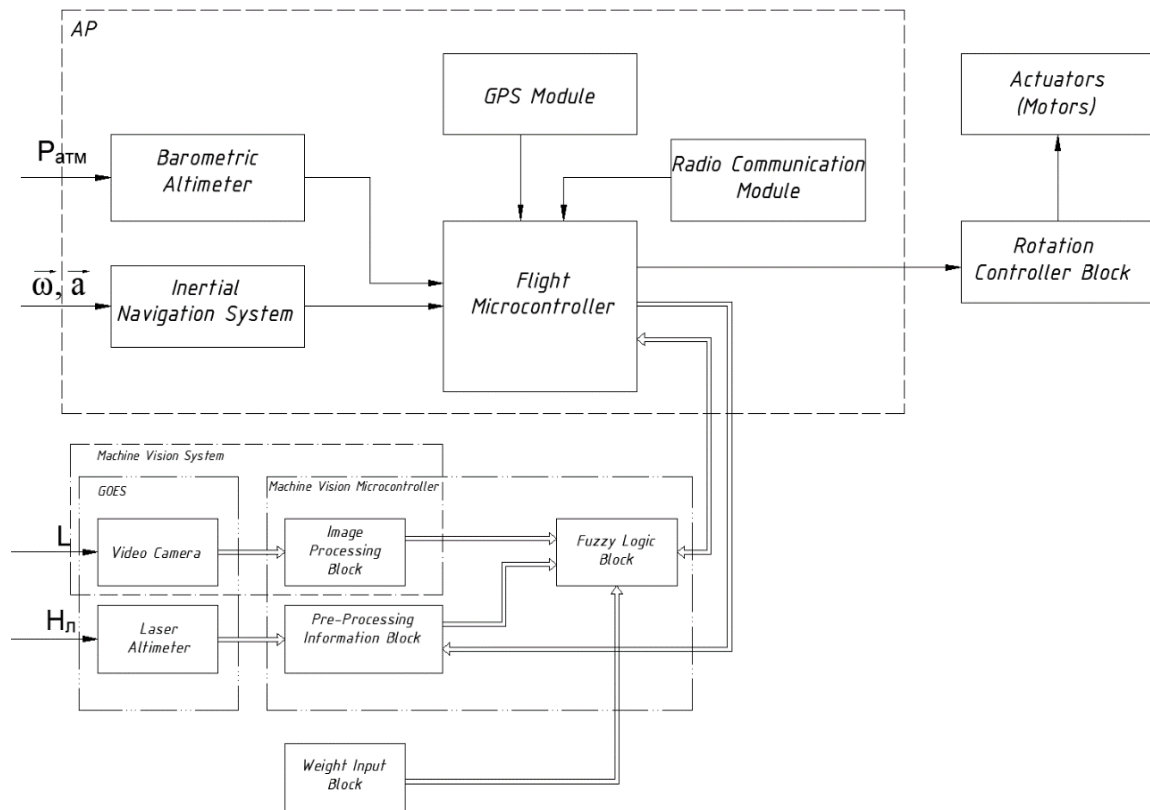 AP
GPS Module
Actuators
(Motors)
Pатм
Barometric
Altimeter
Radio Communication
Module
ω, a
Inertial
Navigation System
Flight
Microcontroller
Rotation
Controller Block
Machine Vision System
GOES
Machine Vision Microcontroller
L
Video Camera
Image
Processing
Block
Fuzzy Logic
Block
Hл
Laser
Altimeter
Pre-Processing
Information Block
Weight Input
Block